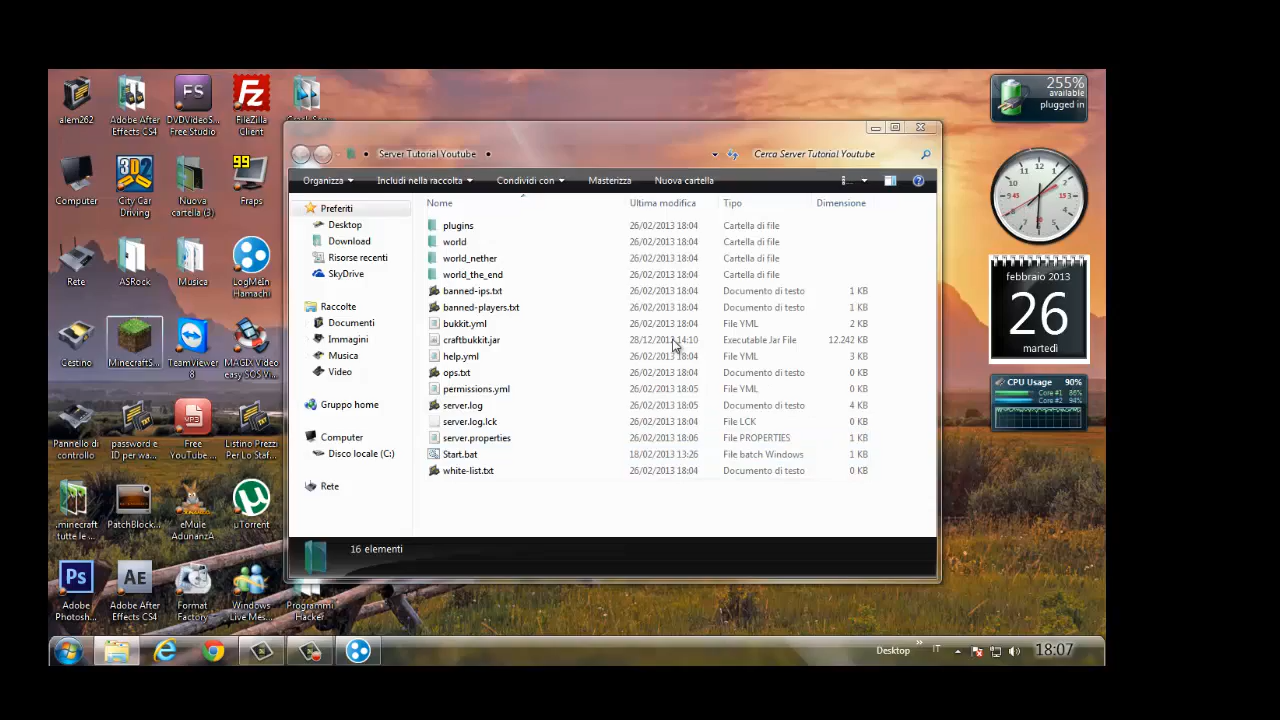 alem262
Adobe After
Effects CS4
DVDVideoS...
Free Studio
FileZilla
Client
Computer
City Car
Driving
Nuova
cartella (3)
99
Fraps
Rete
ASRock
Musica
LogMeIn
Hamachi
Cestino
MinecraftS...
TeamViewer
8
MAGIX Video
easy SOS Vi...
Pannello di
controllo
password e
ID per wa...
Free
YouTube ...
Listino Prezzi
Per Lo Staf...
.minecraft
tutte le ...
PatchBlock...
eMule
AdunanzA
uTorrent
Adobe
Photosh...
Adobe After
Effects CS4
Format
Factory
Windows
Live Mes...
Programmi
Hacker
Server Tutorial Youtube
Cerca Server Tutorial Youtube
Organizza
Includi nella raccolta
Condividi con
Masterizza
Nuova cartella
Preferiti
Desktop
Download
Risorse recenti
SkyDrive
Raccolte
Documenti
Immagini
Musica
Video
Gruppo home
Computer
Disco locale (C:)
Rete
Nome Ultima modifica Tipo Dimensione
plugins 26/02/2013 18:04 Cartella di file
world 26/02/2013 18:04 Cartella di file
world_nether 26/02/2013 18:04 Cartella di file
world_the_end 26/02/2013 18:04 Cartella di file
banned-ips.txt 26/02/2013 18:04 Documento di testo 1 KB
banned-players.txt 26/02/2013 18:04 Documento di testo 1 KB
bukkit.yml 26/02/2013 18:04 File YML 2 KB
craftbukkit.jar 14:10 Executable Jar File 12.242 KB
help.yml 26/02/2013 18:04 File YML 3 KB
ops.txt 26/02/2013 18:04 Documento di testo 0 KB
permissions.yml 26/02/2013 18:05 File YML 0 KB
server.log 26/02/2013 18:05 Documento di testo 4 KB
server.log.lck 26/02/2013 18:04 File LCK 0 KB
server.properties 26/02/2013 18:06 File PROPERTIES 1 KB
Start.bat 18/02/2013 13:26 File batch Windows 1 KB
white-list.txt 26/02/2013 18:04 Documento di testo 0 KB
16 elementi
255%
available
plugged in
febbraio 2013
26
martedì
CPU Usage 90%
Core #1 86%
Core #2 94%
Desktop
IT
18:07